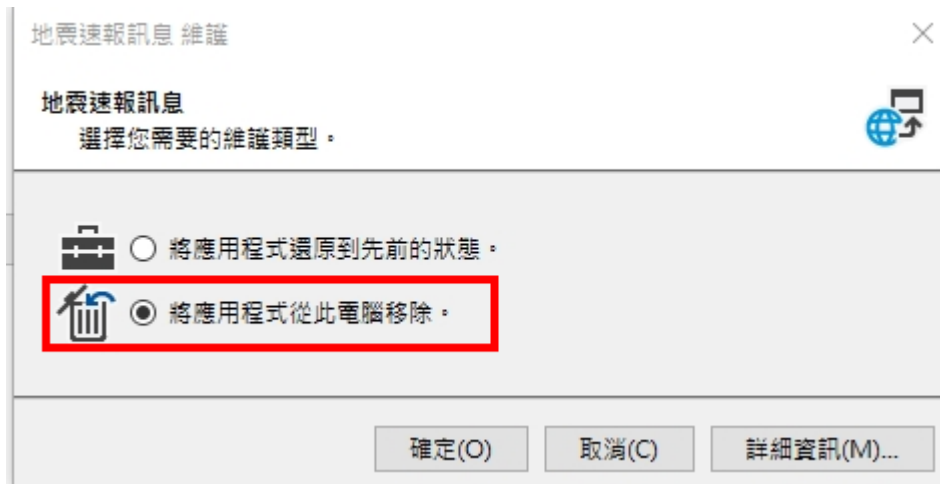 地震速報訊息 維護
地震速報訊息
選擇您需要的維護類型。
將應用程式還原到先前的狀態。
將應用程式從此電腦移除。
確定(O)
取消(C)
詳細資訊(M)...